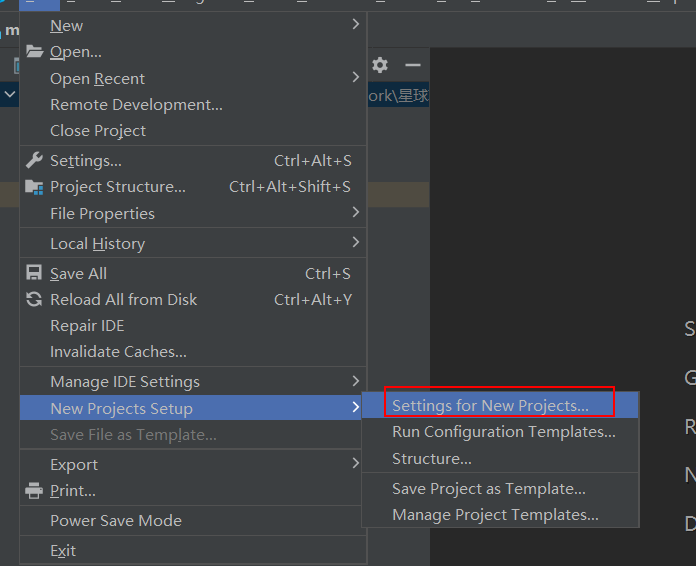 New
Open...
Open Recent
Remote Development...
Close Project
ork\星球
Settings... Ctrl+Alt+S
Project Structure... Ctrl+Alt+Shift+S
File Properties
Local History
Save All Ctrl+S
Reload All from Disk Ctrl+Alt+Y
Repair IDE
Invalidate Caches...
Manage IDE Settings
New Projects Setup
Save File as Template...
Export
Print...
Power Save Mode
Exit
Settings for New Projects...
Run Configuration Templates...
Structure...
Save Project as Template...
Manage Project Templates...
m
S
G
R
N
D